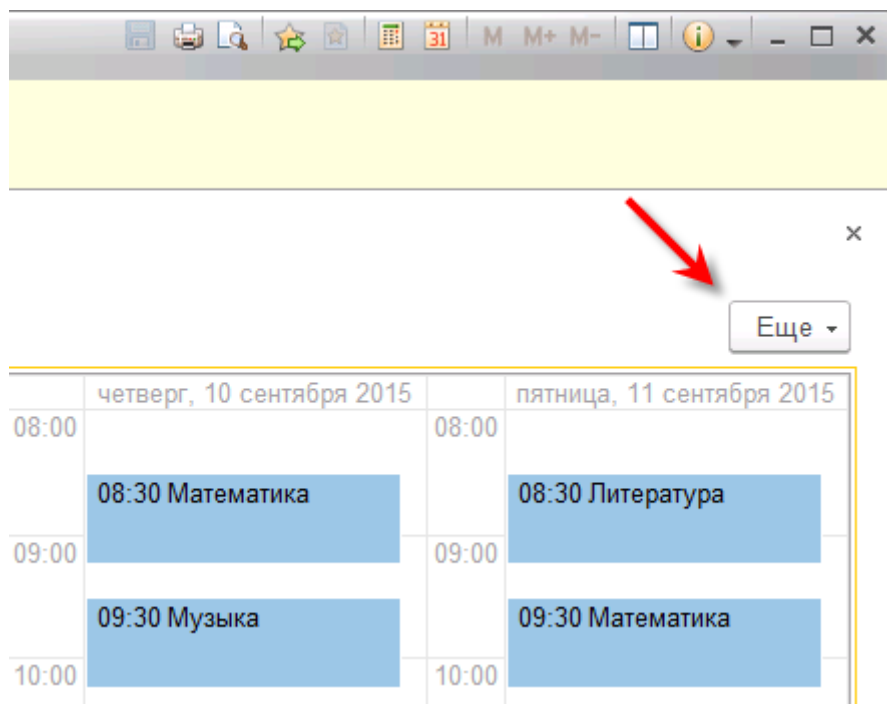 31 M M+ M-
Еще
четверг, 10 сентября 2015 пятница, 11 сентября 2015
08:00 08:00
08:30 Математика 08:30 Литература
09:00 09:00
09:30 Музыка 09:30 Математика
10:00 10:00